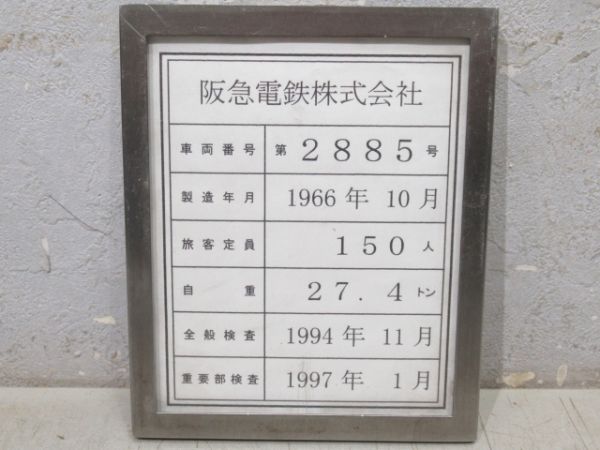 阪急電鉄株式会社
車両番号 第 2885 号
製造年月 1966 年 10 月
旅客定員 150 人
自重 27.4 トン
全般検査 1994 年 11 月
重要部検査 1997 年 1 月